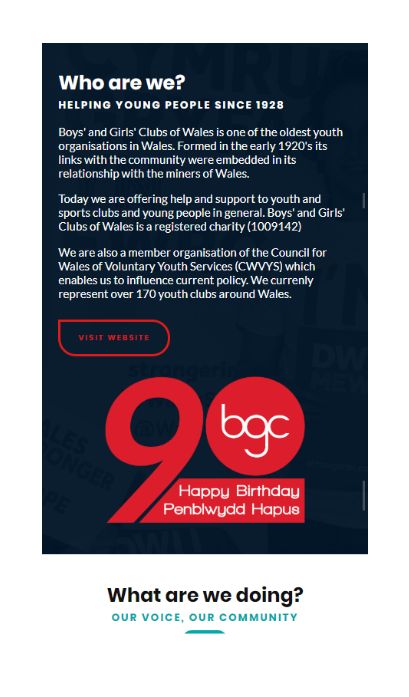 Who are we?
HELPING YOUNG PEOPLE SINCE 1928
Boys' and Girls' Clubs of Wales is one of the oldest youth
organisations in Wales. Formed in the early 1920's its
links with the community were embedded in its
relationship with the miners of Wales.
Today we are offering help and support to youth and
sports clubs and young people in general. Boys' and Girls'
Clubs of Wales is a registered charity (1009142)
We are also a member organisation of the Council for
Wales of Voluntary Youth Services (CWVYS) which
enables us to influence current policy. We currenly
represent over 170 youth clubs around Wales.
VISIT WEBSITE
90
bgc
Happy Birthday
Penblwydd Hapus
What are we doing?
OUR VOICE, OUR COMMUNITY